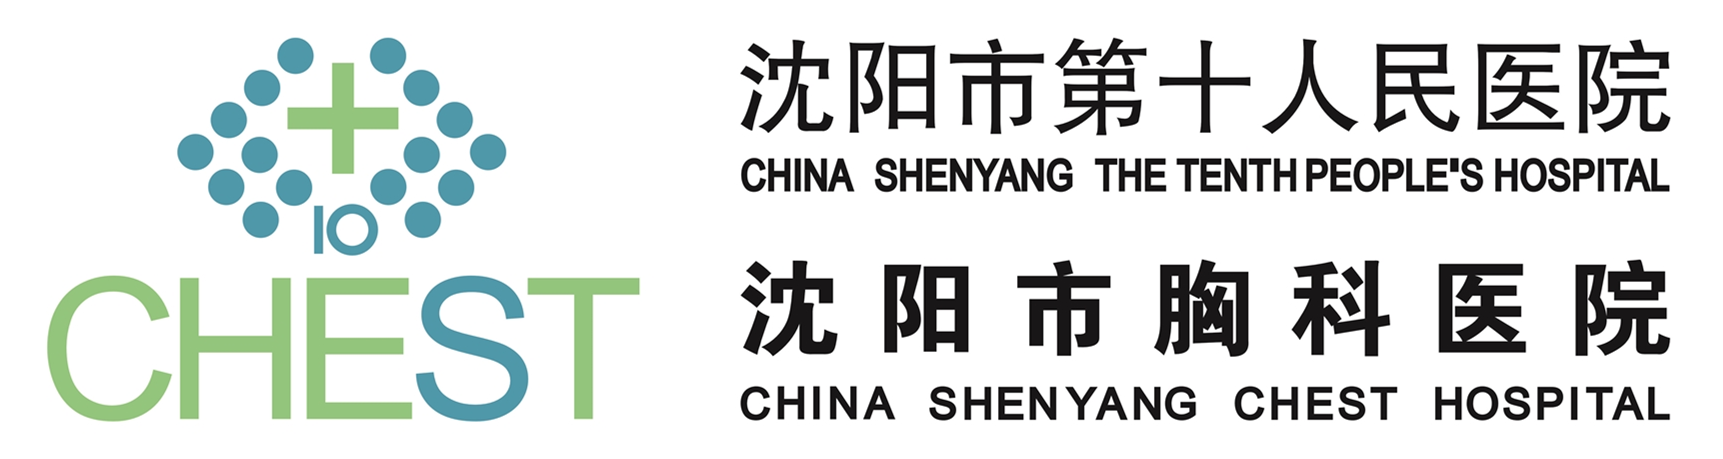 10
CHEST
沈阳市第十人民医院
CHINA SHENYANG THE TENTH PEOPLE'S HOSPITAL
沈阳市胸科医院
CHINA SHENYANG CHEST HOSPITAL